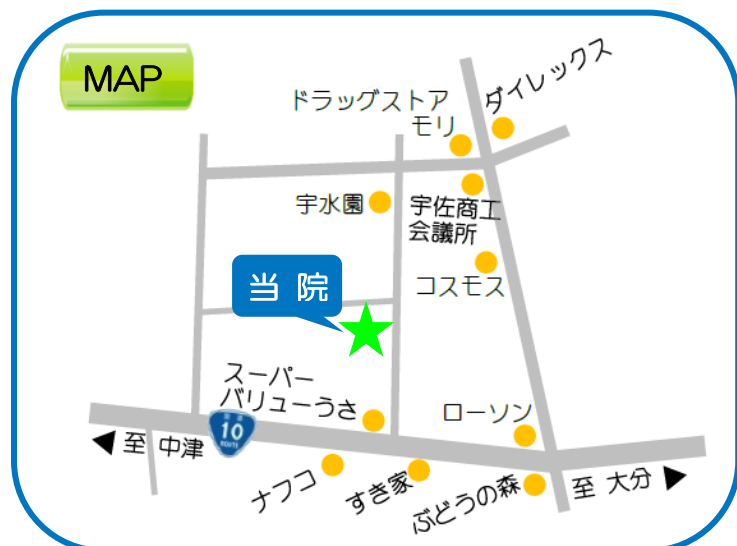 MAP
ダイレックス
ドラッグストア
モリ
宇水園
宇佐商工
会議所
コスモス
当 院
スーパー
バリューうさ
ローソン
国道
10
ROUTE
◀ 至 中津
ナフコ
すき家
ぶどうの森
至 大分 ▶